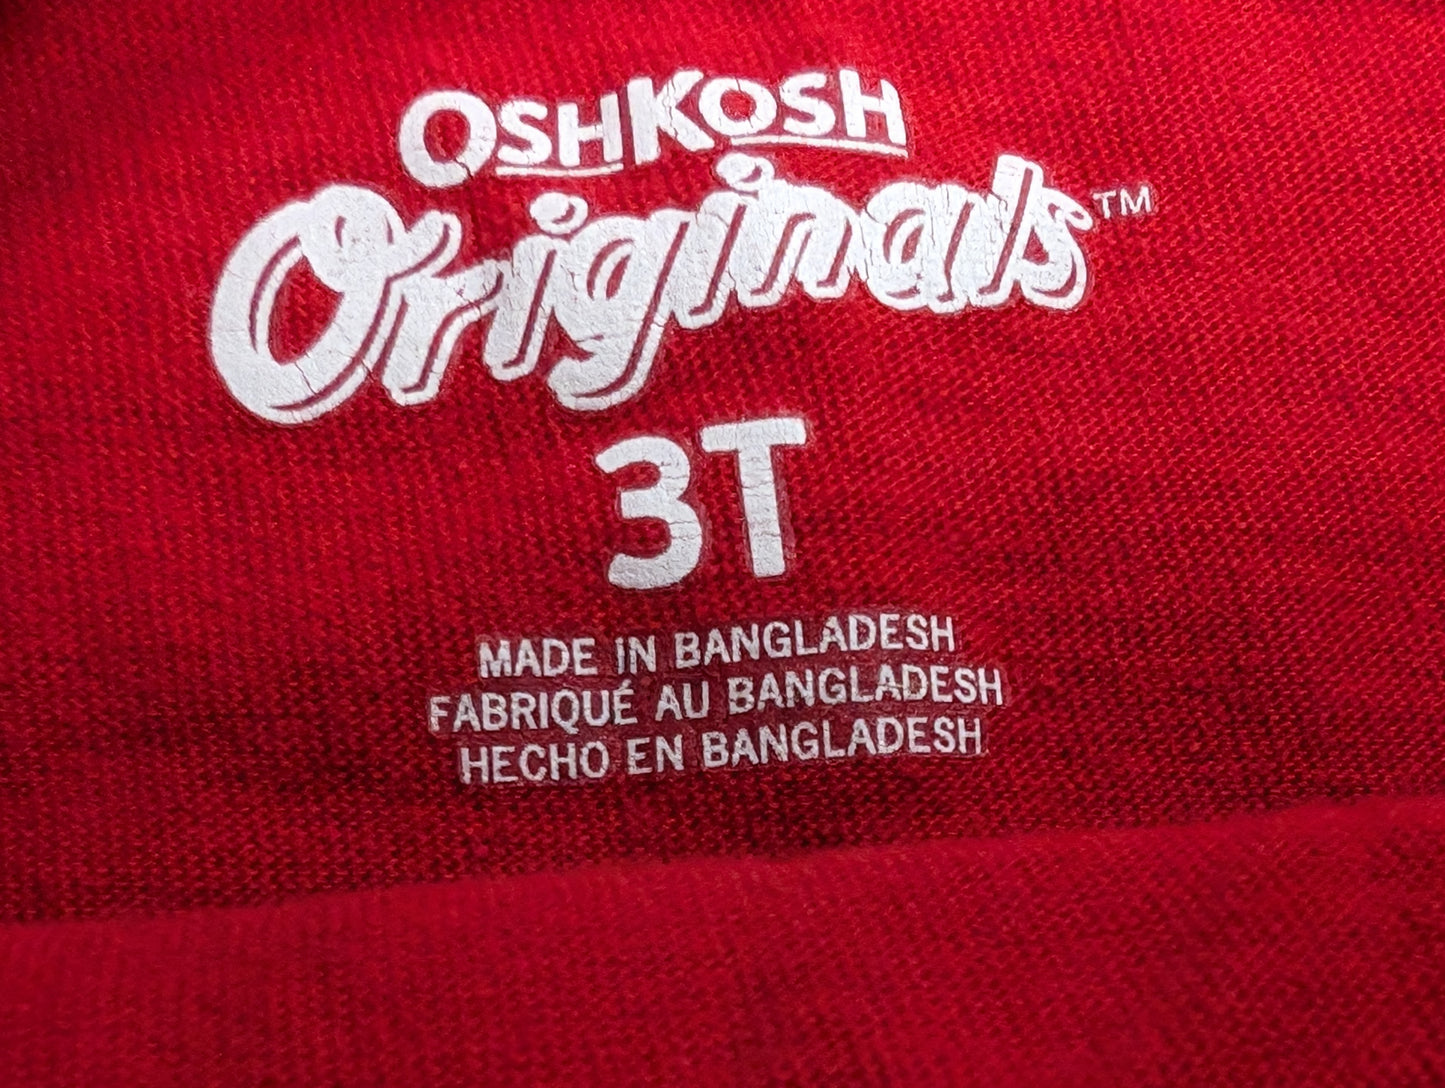 OSHKOSH
Originals™
3T
MADE IN BANGLADESH
FABRIQUÉ AU BANGLADESH
HECHO EN BANGLADESH